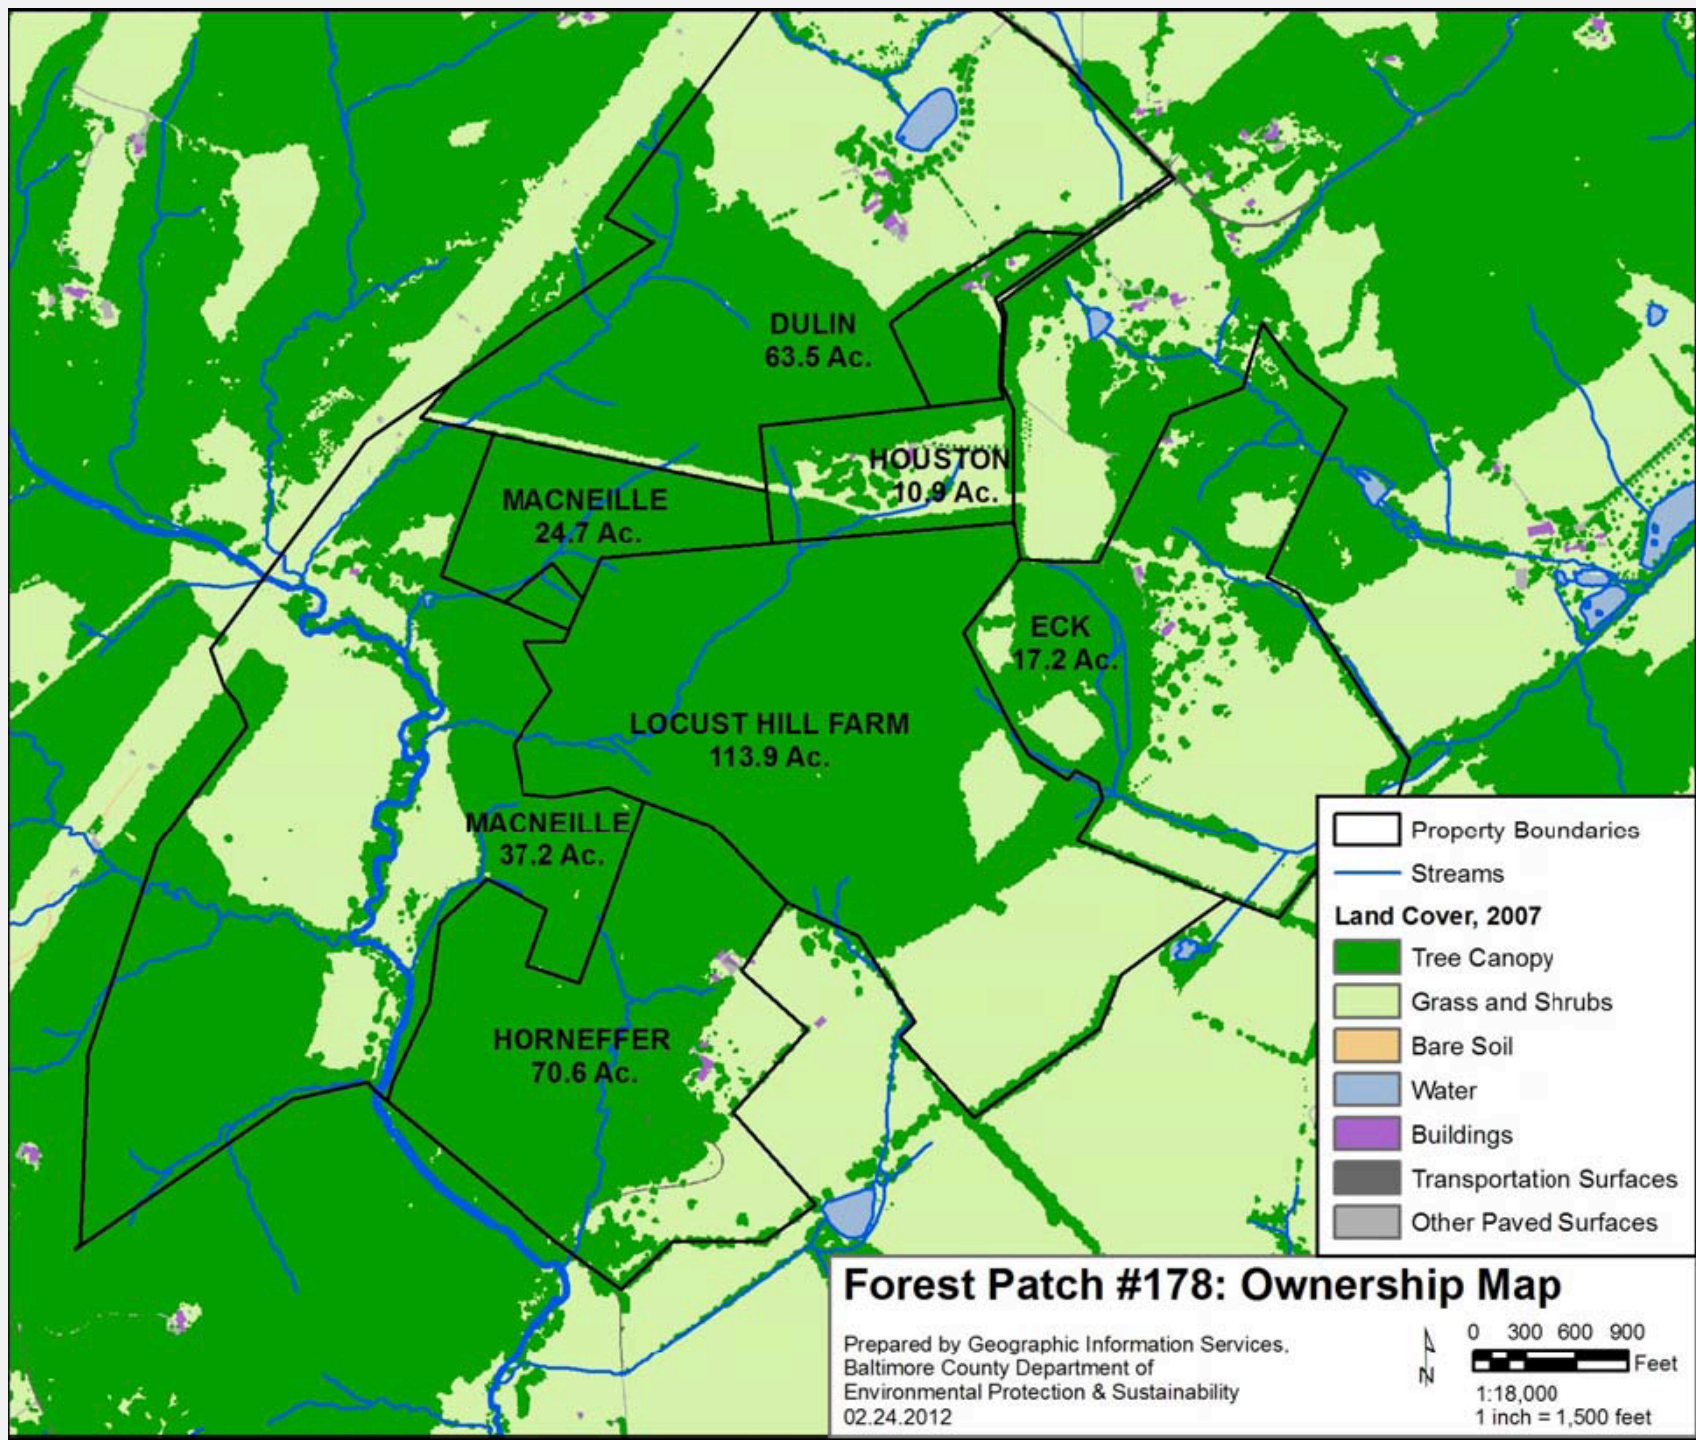 DULIN
63.5 Ac.
HOUSTON
10.9 Ac.
MACNEILLE
24.7 Ac.
ECK
17.2 Ac.
LOCUST HILL FARM
113.9 Ac.
MACNEILLE
37.2 Ac.
HORNEFFER
70.6 Ac.
Property Boundaries
Streams
Land Cover, 2007
Tree Canopy
Grass and Shrubs
Bare Soil
Water
Buildings
Transportation Surfaces
Other Paved Surfaces
Forest Patch #178: Ownership Map
Prepared by Geographic Information Services,
Baltimore County Department of
Environmental Protection & Sustainability
02.24.2012
N
0 300 600 900
Feet
1:18,000
1 inch = 1,500 feet